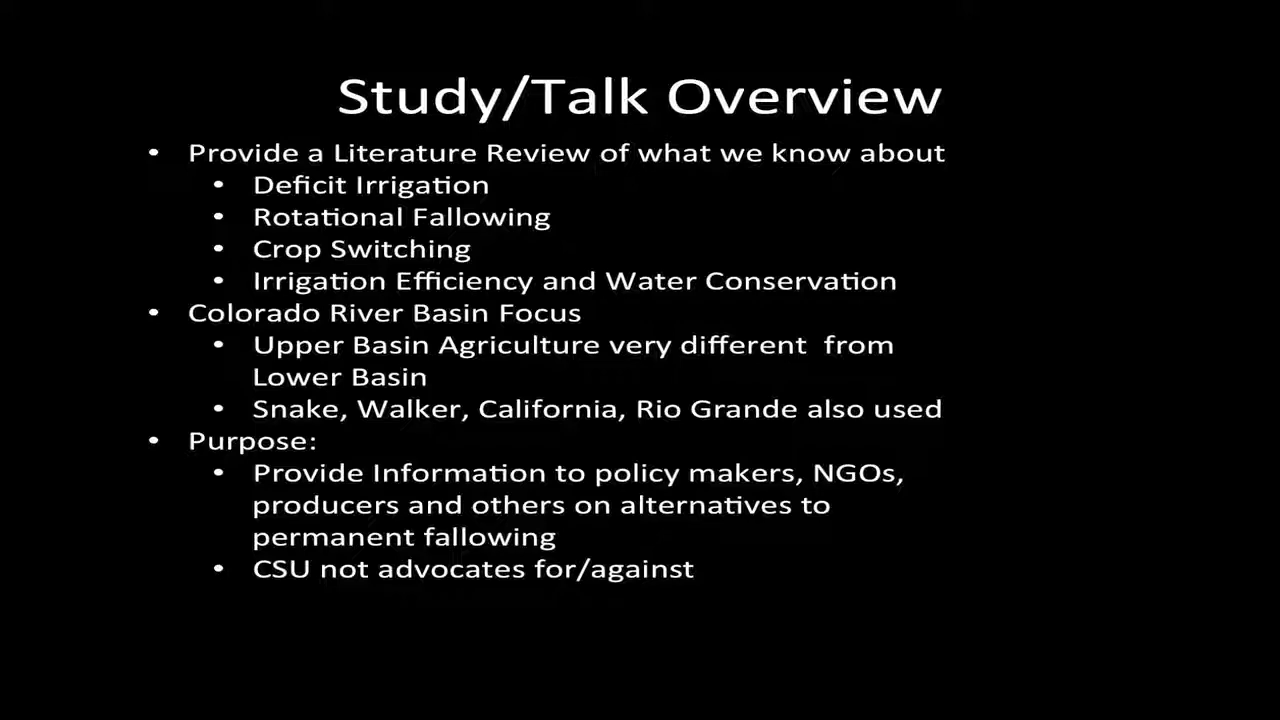 Study/Talk Overview
• Provide a Literature Review of what we know about
• Deficit Irrigation
• Rotational Fallowing
• Crop Switching
• Irrigation Efficiency and Water Conservation
• Colorado River Basin Focus
• Upper Basin Agriculture very different from
Lower Basin
• Snake, Walker, California, Rio Grande also used
• Purpose:
• Provide Information to policy makers, NGOs,
producers and others on alternatives to
permanent fallowing
• CSU not advocates for/against